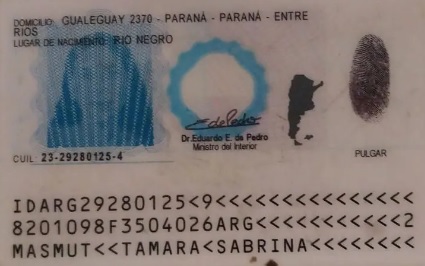 DOMICILIO: GUALEGUAY 2370 - PARANÁ - PARANÁ - ENTRE
RÍOS
LUGAR DE NACIMIENTO: RIO NEGRO
Dr. Eduardo E. de Pedro
Ministro del Interior
CUIL: 23-29280125-4
PULGAR
IDARG29280125<9<<<<<<<<<<<<<<<
8201098F3504026ARG<<<<<<<<<<<2
MASMUT<<TAMARA<SABRINA<<<<<<<<